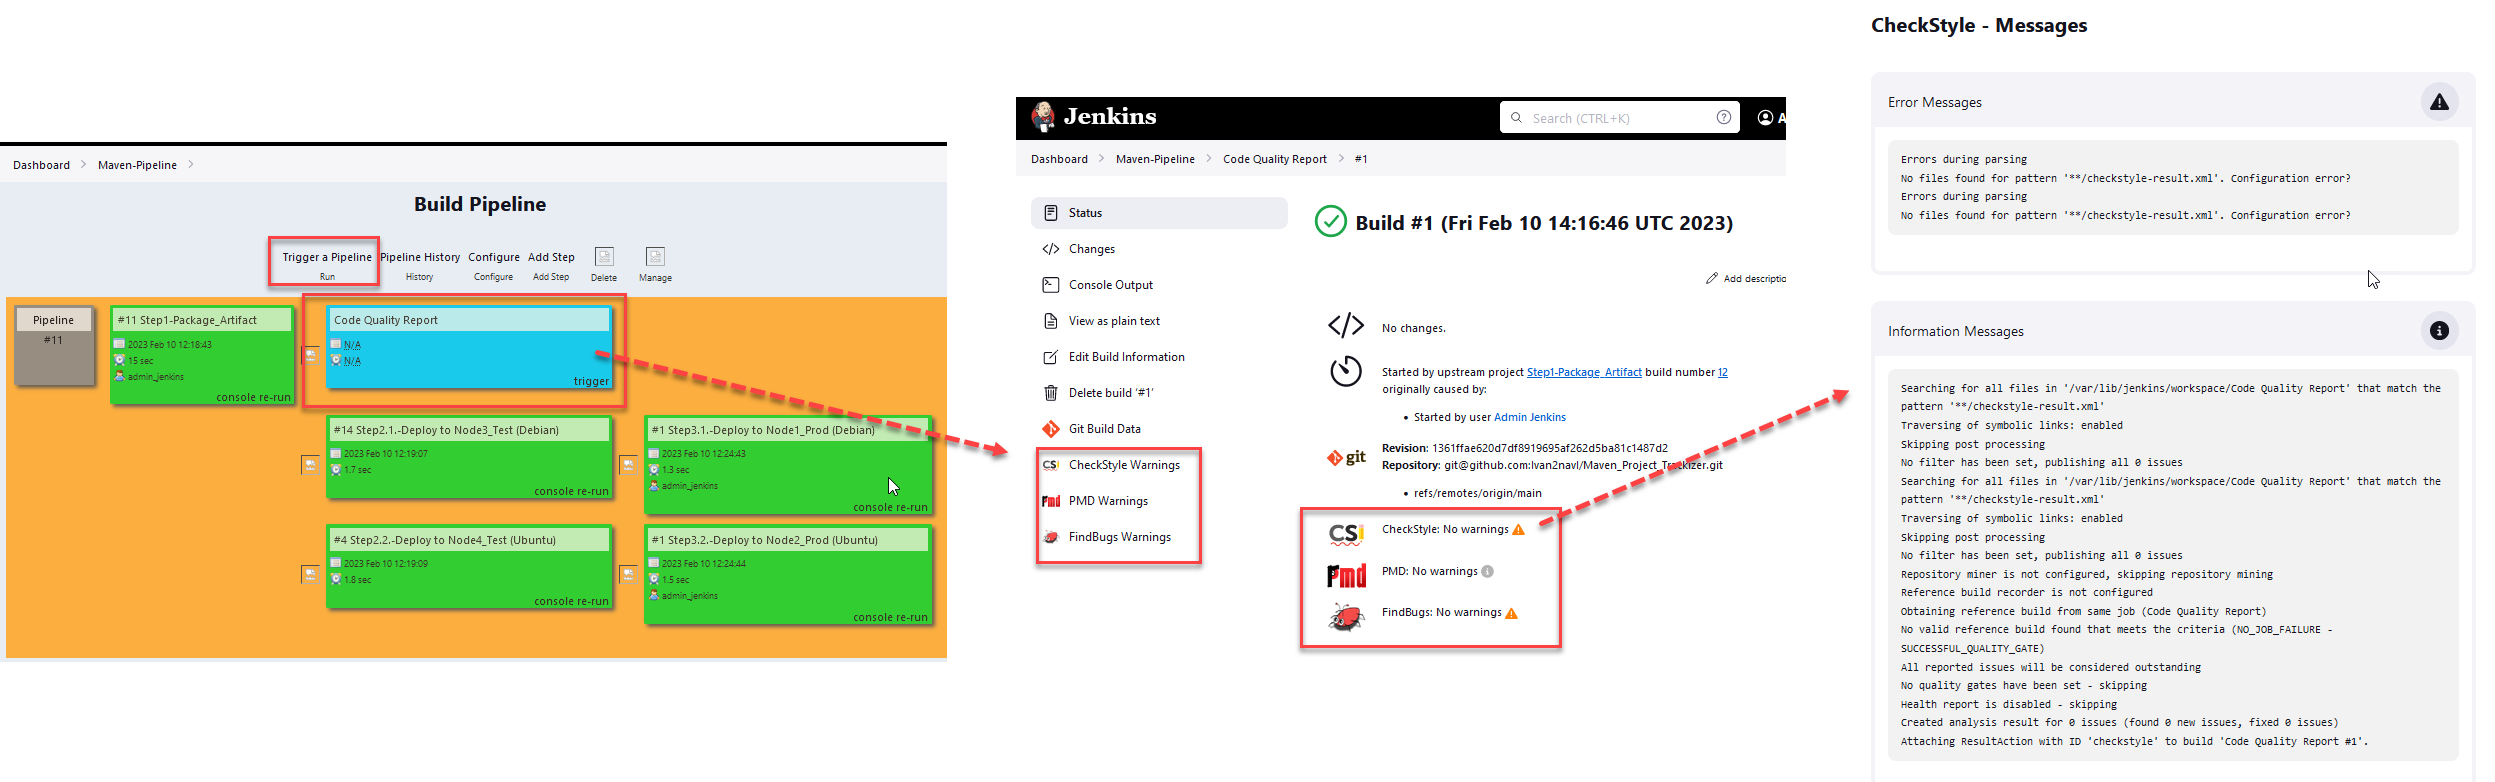 Dashboard
Maven-Pipeline
Build Pipeline
Trigger a Pipeline
Run
Pipeline History
History
Configure
Configure
Add Step
Add Step
Delete
Manage
Pipeline
#11
#11 Step1-Package_Artifact
2023 Feb 10 12:18:43
15 sec
admin_jenkins
console re-run
Code Quality Report
N/A
N/A
trigger
#14 Step2.1.-Deploy to Node3_Test (Debian)
2023 Feb 10 12:19:07
1.7 sec
console re-run
#1 Step3.1.-Deploy to Node1_Prod (Debian)
2023 Feb 10 12:24:43
1.3 sec
admin_jenkins
console re-run
#4 Step2.2.-Deploy to Node4_Test (Ubuntu)
2023 Feb 10 12:19:09
1.8 sec
console re-run
#1 Step3.2.-Deploy to Node2_Prod (Ubuntu)
2023 Feb 10 12:24:44
1.5 sec
admin_jenkins
console re-run
Jenkins
Search (CTRL+K)
A
Dashboard
Maven-Pipeline
Code Quality Report
#1
Status
Changes
Console Output
View as plain text
Edit Build Information
Delete build ‘#1’
Git Build Data
CSi CheckStyle Warnings
Pmd PMD Warnings
FindBugs Warnings
Build #1 (Fri Feb 10 14:16:46 UTC 2023)
Add descriptio
No changes.
Started by upstream project Step1-Package_Artifact build number 12
originally caused by:
• Started by user Admin Jenkins
git
Revision: 1361ffae620d7df8919695af262d5ba81c1487d2
Repository: git@github.com:Ivan2navI/Maven_Project_Trackizer.git
• refs/remotes/origin/main
CSi CheckStyle: No warnings
Pmd PMD: No warnings
FindBugs: No warnings
CheckStyle - Messages
Error Messages
Errors during parsing
No files found for pattern '**/checkstyle-result.xml'. Configuration error?
Errors during parsing
No files found for pattern '**/checkstyle-result.xml'. Configuration error?
Information Messages
Searching for all files in '/var/lib/jenkins/workspace/Code Quality Report' that match the
pattern '**/checkstyle-result.xml'
Traversing of symbolic links: enabled
Skipping post processing
No filter has been set, publishing all 0 issues
Searching for all files in '/var/lib/jenkins/workspace/Code Quality Report' that match the
pattern '**/checkstyle-result.xml'
Traversing of symbolic links: enabled
Skipping post processing
No filter has been set, publishing all 0 issues
Repository miner is not configured, skipping repository mining
Reference build recorder is not configured
Obtaining reference build from same job (Code Quality Report)
No valid reference build found that meets the criteria (NO_JOB_FAILURE -
SUCCESSFUL_QUALITY_GATE)
All reported issues will be considered outstanding
No quality gates have been set - skipping
Health report is disabled - skipping
Created analysis result for 0 issues (found 0 new issues, fixed 0 issues)
Attaching ResultAction with ID 'checkstyle' to build 'Code Quality Report #1'.